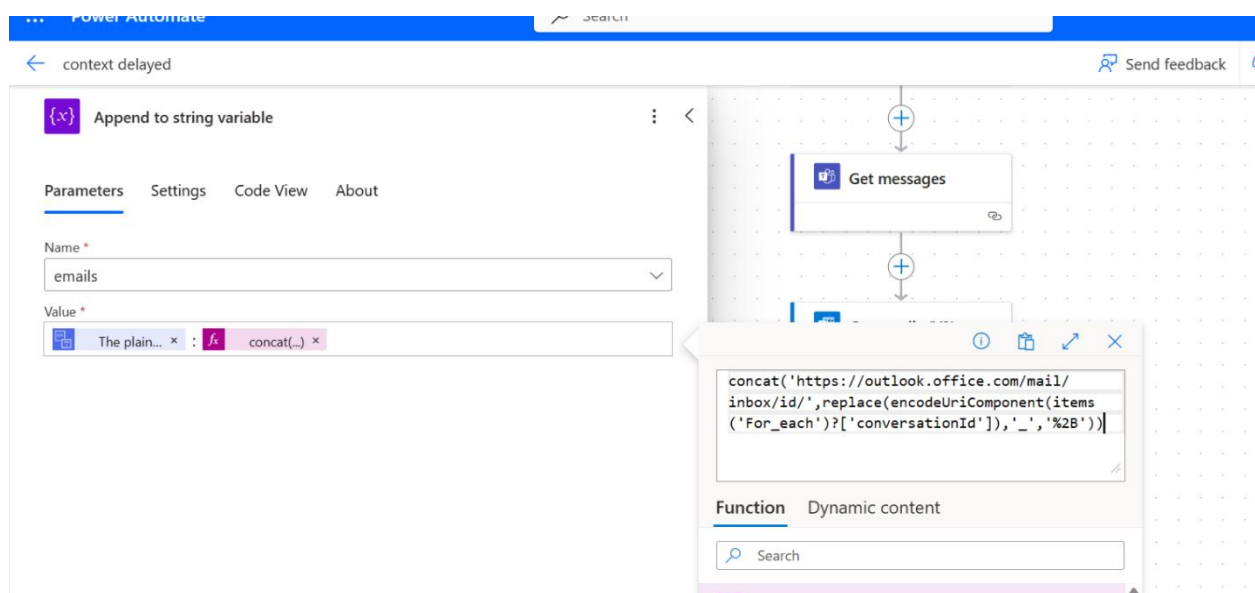 Power Automate
Search
context delayed
Send feedback
{x} Append to string variable
Parameters Settings Code View About
Get messages
Name *
emails
Value *
The plain... × : fx concat(...) ×
concat('https://outlook.office.com/mail/
inbox/id/',replace(encodeUriComponent(items
('For_each')?['conversationId']),'_','%2B'))
Function Dynamic content
Search